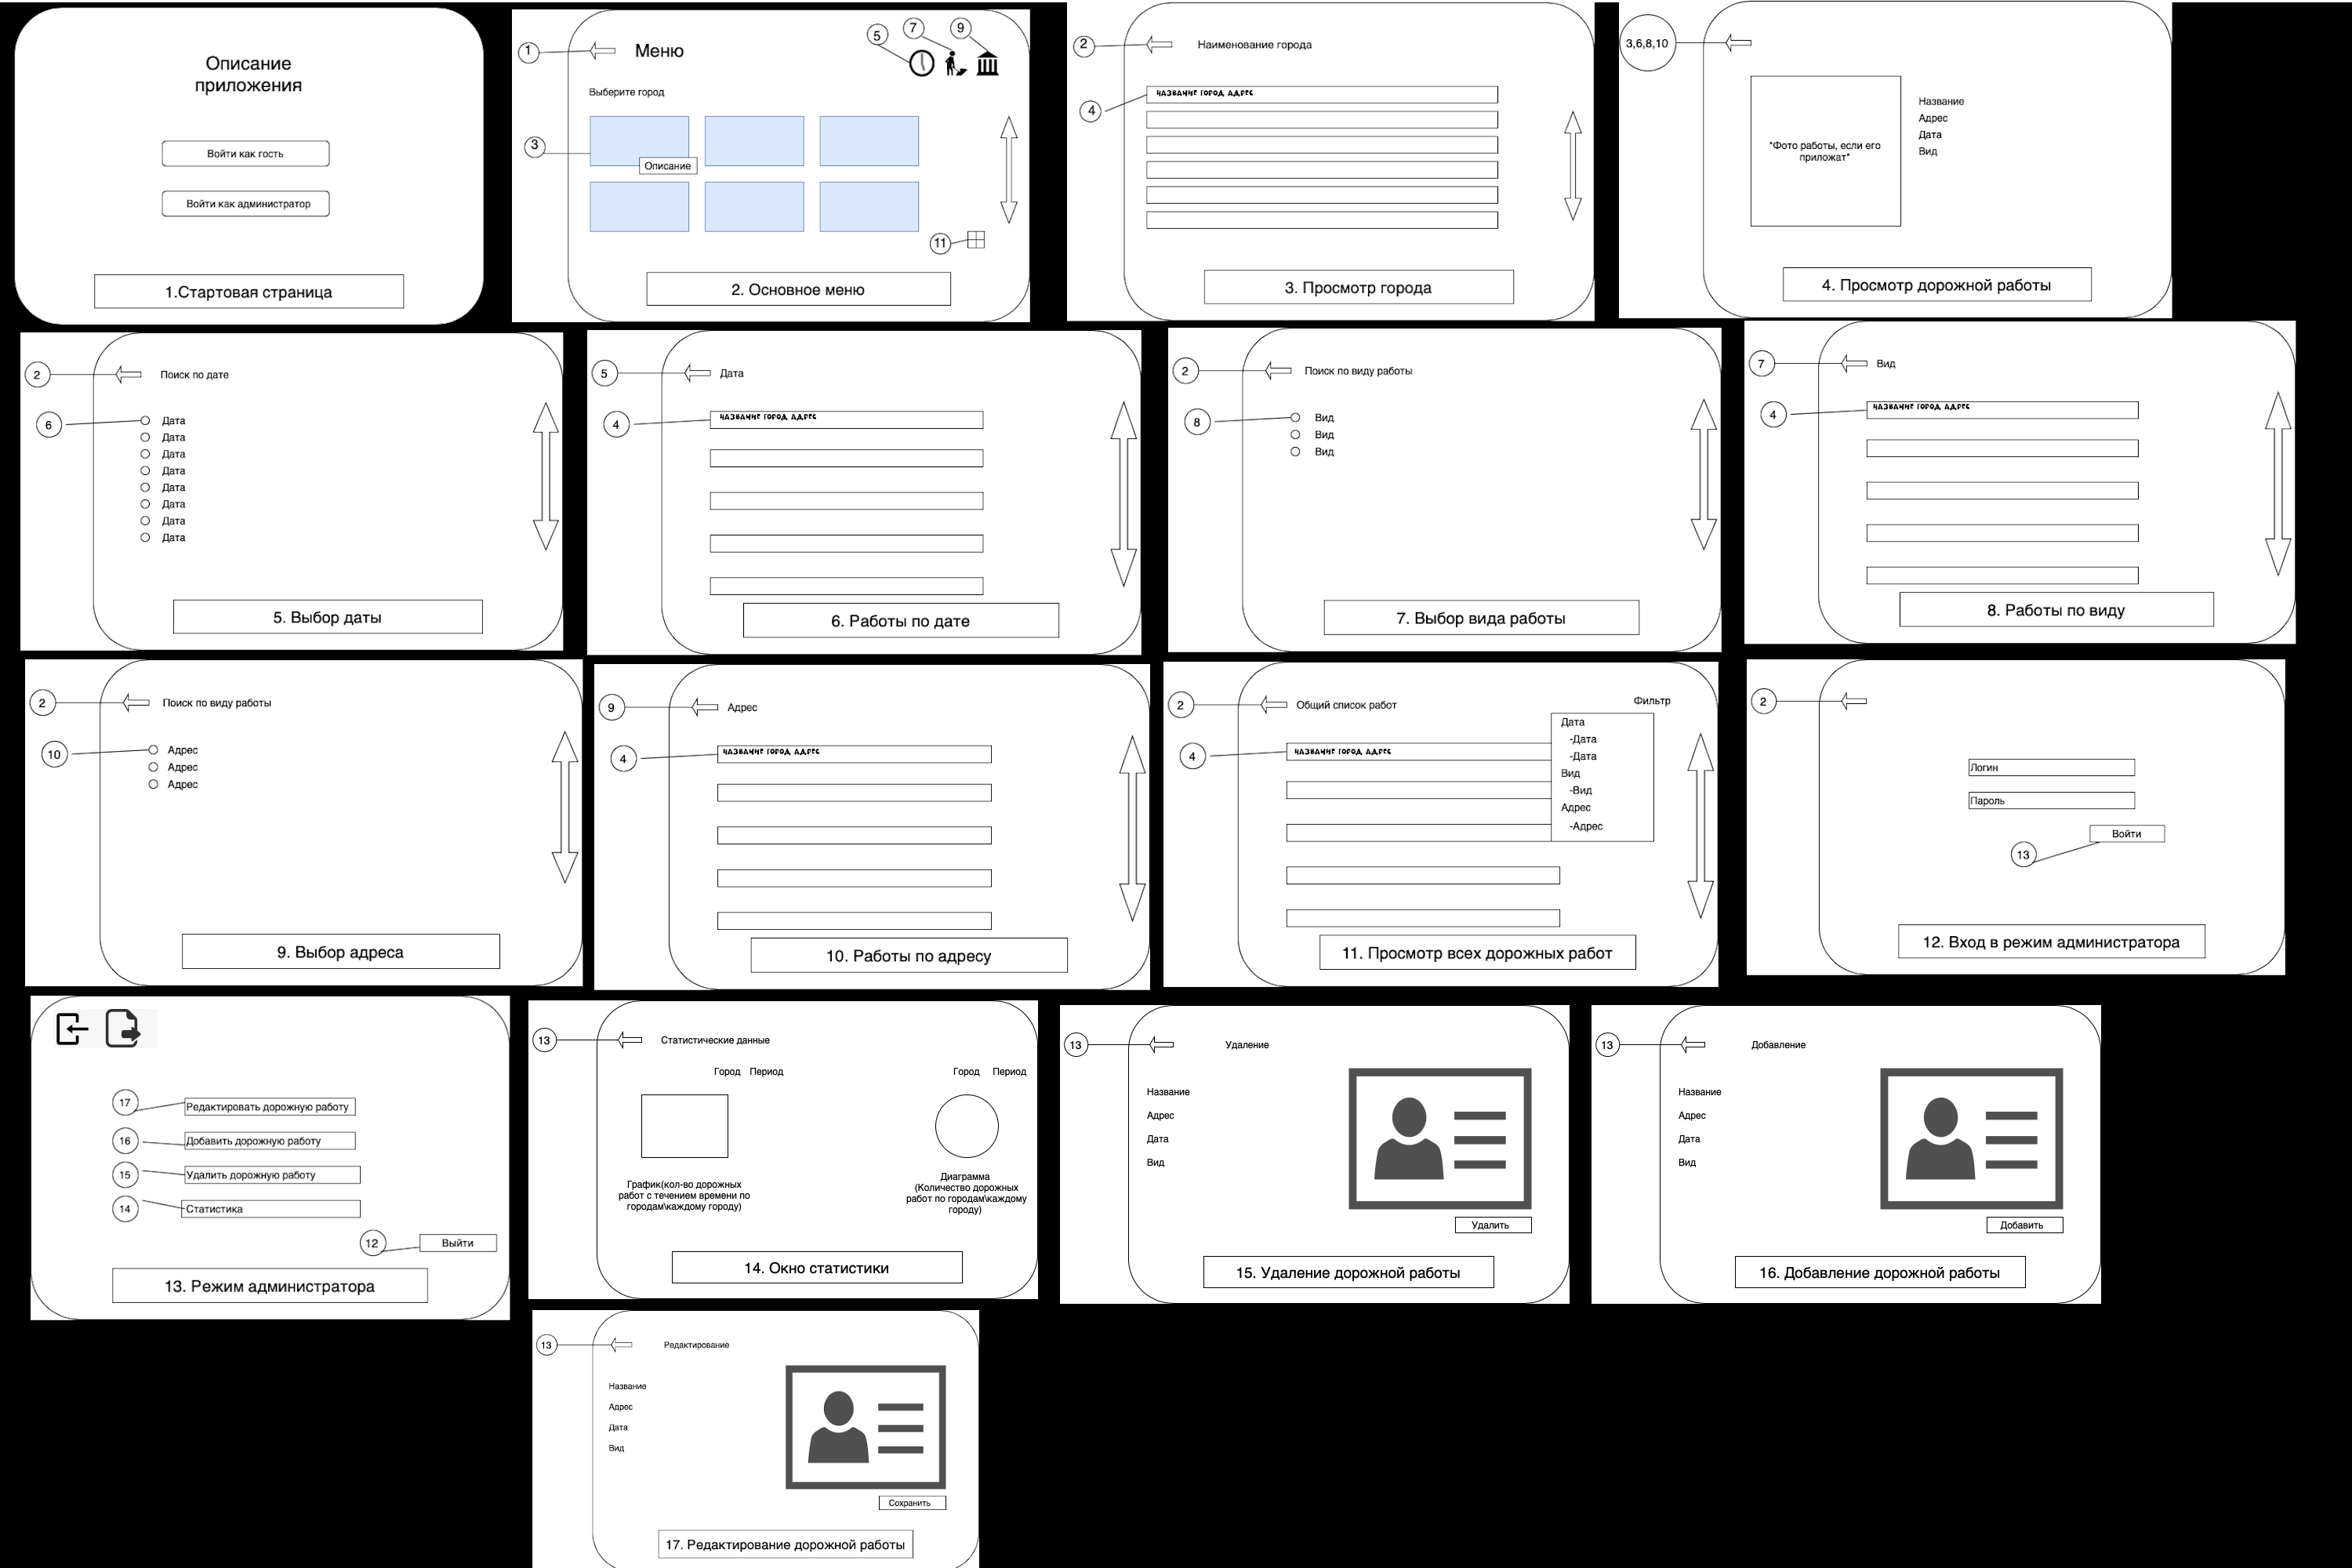 Описание
приложения
Войти как гость
Войти как администратор
1.Стартовая страница
1
Меню
5
7
9
Выберите город
3
Описание
11
2. Основное меню
2
Наименование города
4
НАЗВАНИЕ ГОРОД, АДРЕС
3. Просмотр города
3,6,8,10
*Фото работы, если его
приложат*
Название
Адрес
Дата
Вид
4. Просмотр дорожной работы
2
Поиск по дате
6
Дата
Дата
Дата
Дата
Дата
Дата
Дата
Дата
5. Выбор даты
5
Дата
4
НАЗВАНИЕ ГОРОД, АДРЕС
6. Работы по дате
2
Поиск по виду работы
8
Вид
Вид
Вид
7. Выбор вида работы
7
Вид
4
НАЗВАНИЕ ГОРОД, АДРЕС
8. Работы по виду
2
Поиск по виду работы
10
Адрес
Адрес
Адрес
9. Выбор адреса
9
Адрес
4
НАЗВАНИЕ ГОРОД, АДРЕС
10. Работы по адресу
2
Общий список работ
Фильтр
4
НАЗВАНИЕ ГОРОД, АДРЕС
Дата
-Дата
-Дата
Вид
-Вид
Адрес
-Адрес
11. Просмотр всех дорожных работ
2
Логин
Пароль
Войти
13
12. Вход в режим администратора
17
Редактировать дорожную работу
16
Добавить дорожную работу
15
Удалить дорожную работу
14
Статистика
12
Выйти
13. Режим администратора
13
Статистические данные
Город Период
Город Период
График(кол-во дорожных
работ с течением времени по
городам\каждому городу)
Диаграмма
(Количество дорожных
работ по городам\каждому
городу)
14. Окно статистики
13
Удаление
Название
Адрес
Дата
Вид
Удалить
15. Удаление дорожной работы
13
Добавление
Название
Адрес
Дата
Вид
Добавить
16. Добавление дорожной работы
13
Редактирование
Название
Адрес
Дата
Вид
Сохранить
17. Редактирование дорожной работы